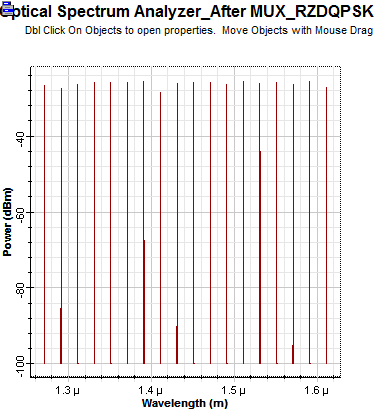 Optical Spectrum Analyzer_After MUX_RZDQPSK
Dbl Click On Objects to open properties. Move Objects with Mouse Drag
-40
-60
-80
-100
Power (dBm)
1.3 µ 1.4 µ 1.5 µ 1.6 µ
Wavelength (m)